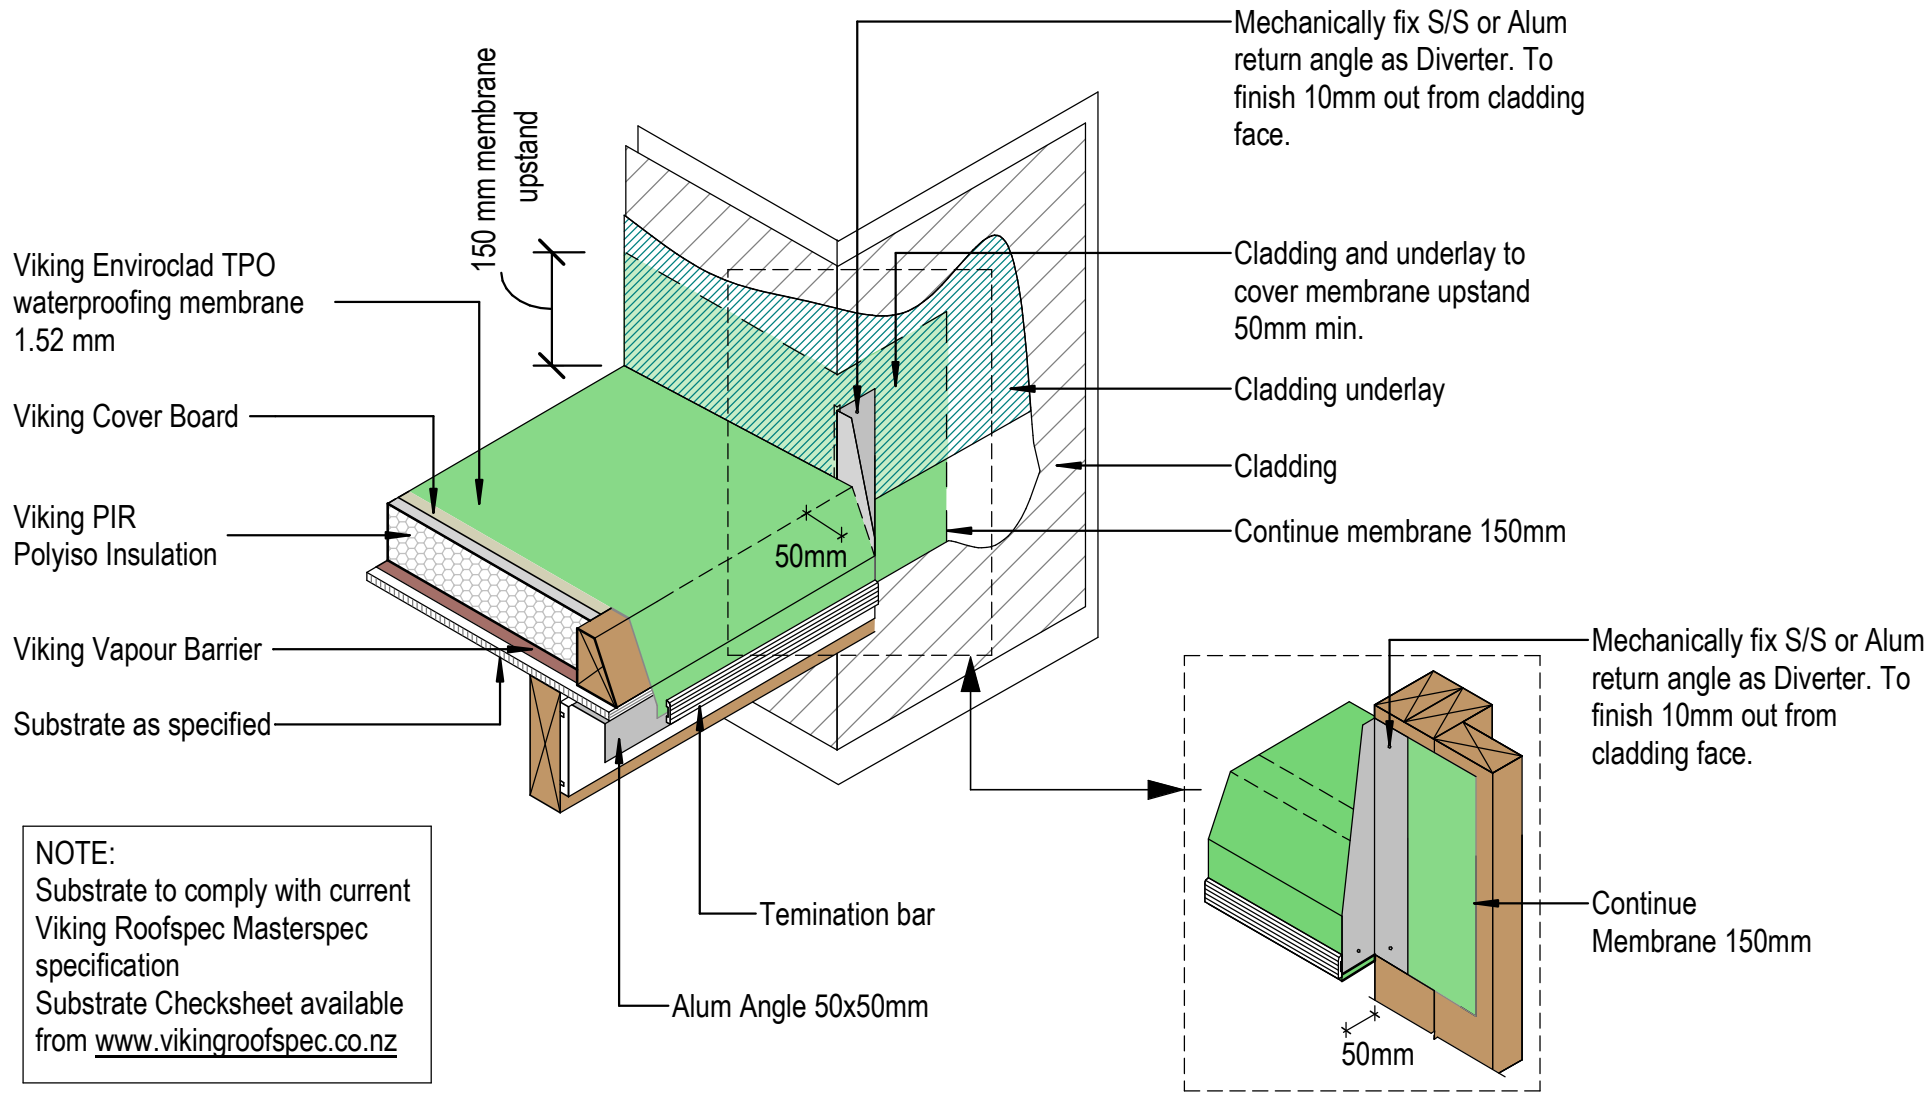 Mechanically fix S/S or Alum
return angle as Diverter. To
finish 10mm out from cladding
face.
150 mm membrane
upstand
Viking Enviroclad TPO
waterproofing membrane
1.52 mm
Cladding and underlay to
cover membrane upstand
50mm min.
Cladding underlay
Viking Cover Board
Cladding
Viking PIR
Polyiso Insulation
Continue membrane 150mm
50mm
Viking Vapour Barrier
Substrate as specified
Mechanically fix S/S or Alum
return angle as Diverter. To
finish 10mm out from
cladding face.
NOTE:
Substrate to comply with current
Viking Roofspec Masterspec
specification
Substrate Checksheet available
from www.vikingroofspec.co.nz
Temination bar
Alum Angle 50x50mm
Continue
Membrane 150mm
50mm